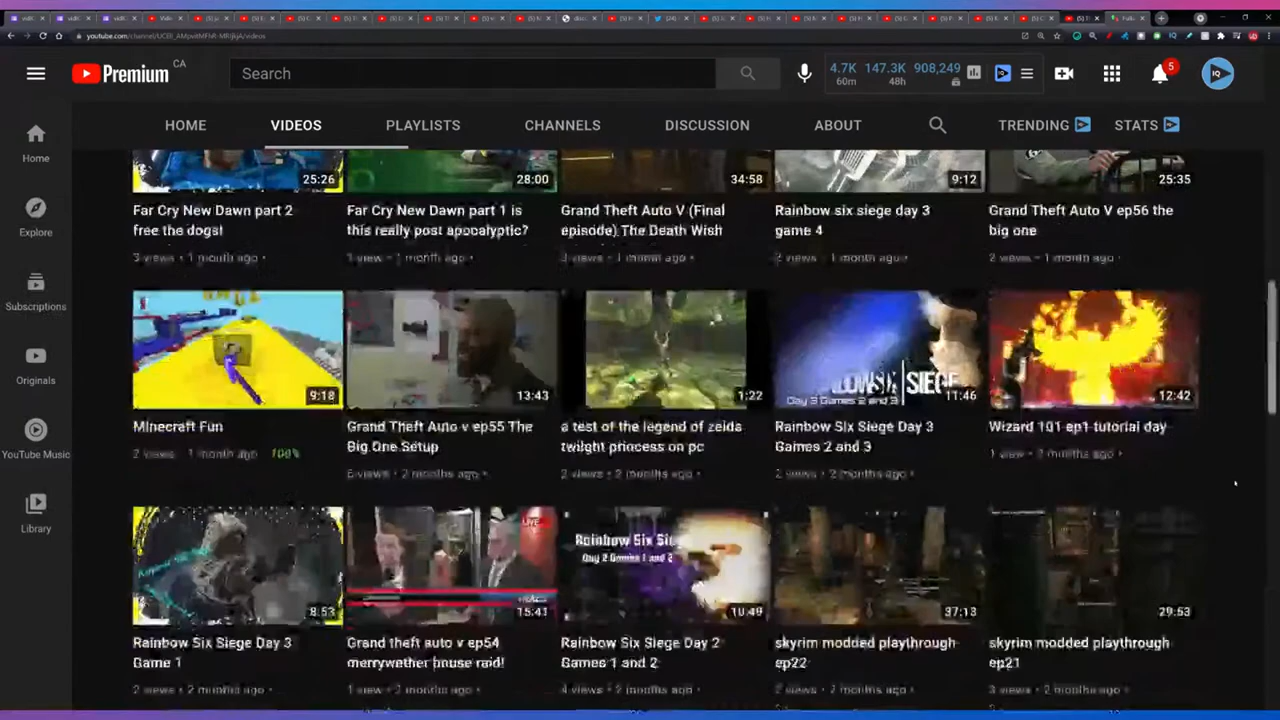 youtube.com/channel/
Premium CA
Search
4.7K 147.3K 908,249
60m 48h
5
HOME VIDEOS PLAYLISTS CHANNELS DISCUSSION ABOUT TRENDING STATS
Home
Explore
Subscriptions
Originals
YouTube Music
Library
25:26
28:00
34:58
9:12
25:35
Far Cry New Dawn part 2
free the dogs!
3 views • 1 month ago •
Far Cry New Dawn part 1 is
this really post apocalyptic?
1 view • 1 month ago •
Grand Theft Auto V (Final
episode) The Death Wish
views • 1 month ago •
Rainbow six siege day 3
game 4
2 views • 1 month ago •
Grand Theft Auto V ep56 the
big one
2 views • 1 month ago •
9:18
13:43
1:22
SIEGE
Day 3 Games 2 and 3
11:46
12:42
Minecraft Fun
2 views • 1 month ago 100%
Grand Theft Auto v ep55 The
Big One Setup
6 views • 2 months ago •
a test of the legend of zelda
twilight princess on pc
2 views • 2 months ago •
Rainbow Six Siege Day 3
Games 2 and 3
2 views • 2 months ago •
Wizard 101 ep1 tutorial day
1 view • 2 months ago •
8:53
LIVE
15:41
Rainbow Six
Day 2 Games 1 and 2
10:49
37:13
29:53
Rainbow Six Siege Day 3
Game 1
2 views • 2 months ago •
Grand theft auto v ep54
merrywether house raid!
1 view • 2 months ago •
Rainbow Six Siege Day 2
Games 1 and 2
4 views • 2 months ago •
skyrim modded playthrough
ep22
2 views • 2 months ago •
skyrim modded playthrough
ep21
3 views • 2 months ago •